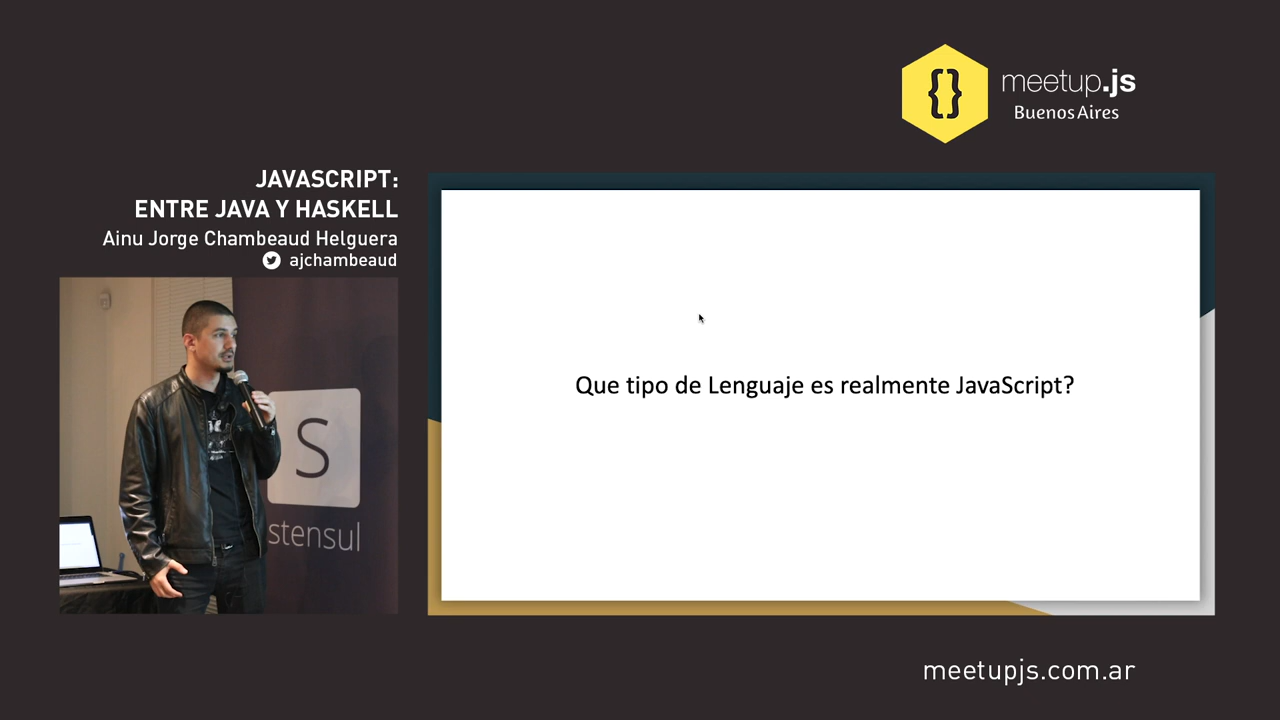 {}
meetup.js
Buenos Aires
JAVASCRIPT:
ENTRE JAVA Y HASKELL
Ainu Jorge Chambeaud Helguera
ajchambeaud
Que tipo de Lenguaje es realmente JavaScript?
S
stensul
meetupjs.com.ar